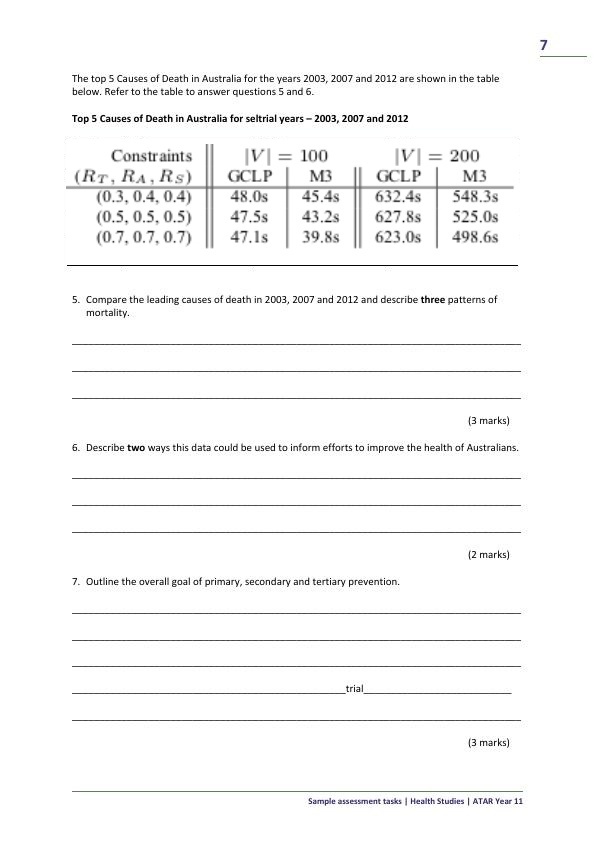 7
The top 5 Causes of Death in Australia for the years 2003, 2007 and 2012 are shown in the table
below. Refer to the table to answer questions 5 and 6.
Top 5 Causes of Death in Australia for seltrial years – 2003, 2007 and 2012
Constraints |V| = 100 |V| = 200
(R_T, R_A, R_S) GCLP M3 GCLP M3
(0.3, 0.4, 0.4) 48.0s 45.4s 632.4s 548.3s
(0.5, 0.5, 0.5) 47.5s 43.2s 627.8s 525.0s
(0.7, 0.7, 0.7) 47.1s 39.8s 623.0s 498.6s
5. Compare the leading causes of death in 2003, 2007 and 2012 and describe three patterns of
mortality.
(3 marks)
6. Describe two ways this data could be used to inform efforts to improve the health of Australians.
(2 marks)
7. Outline the overall goal of primary, secondary and tertiary prevention.
trial
(3 marks)
Sample assessment tasks | Health Studies | ATAR Year 11